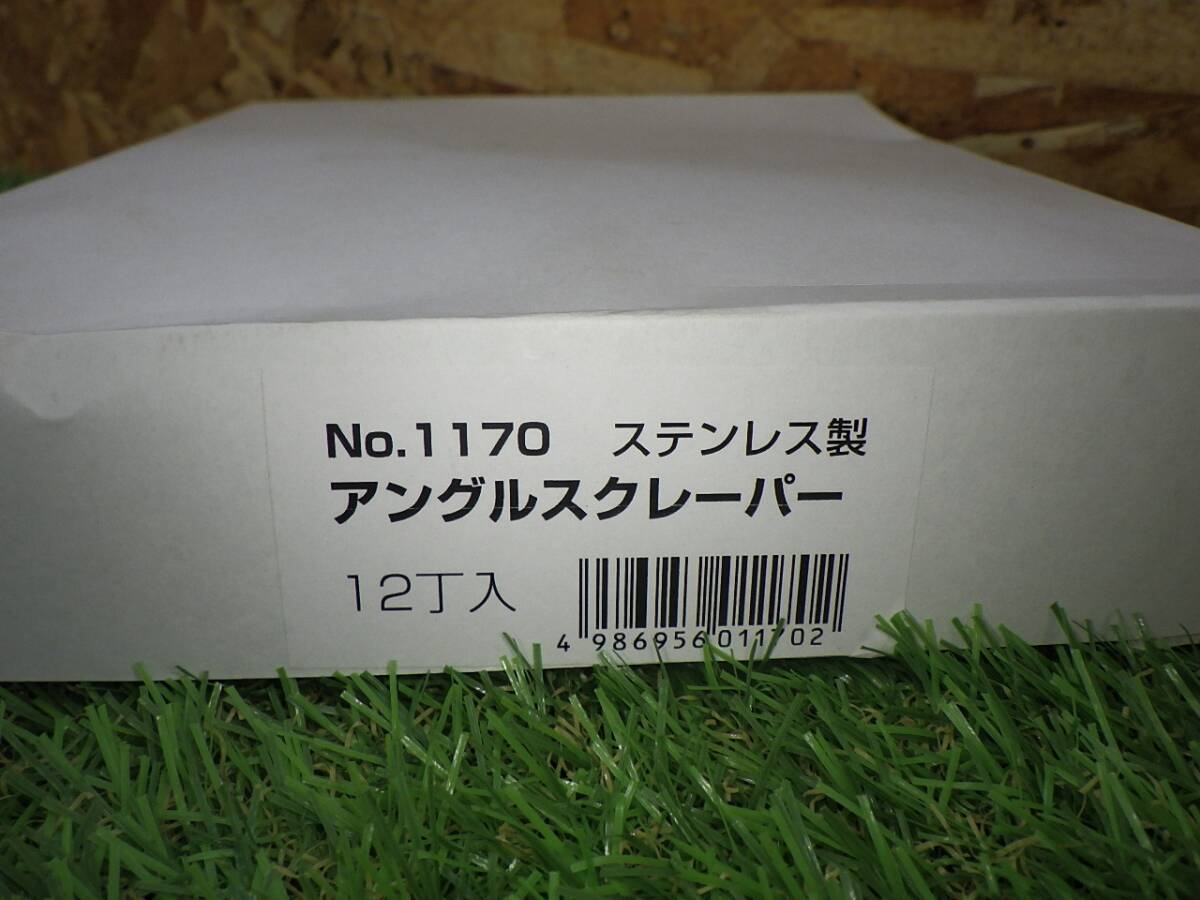 No.1170 ステンレス製
アングルスクレーパー
12丁入
4 986956 011702